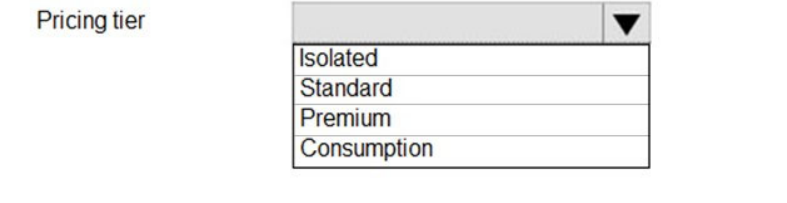 Pricing tier
Isolated
Standard
Premium
Consumption